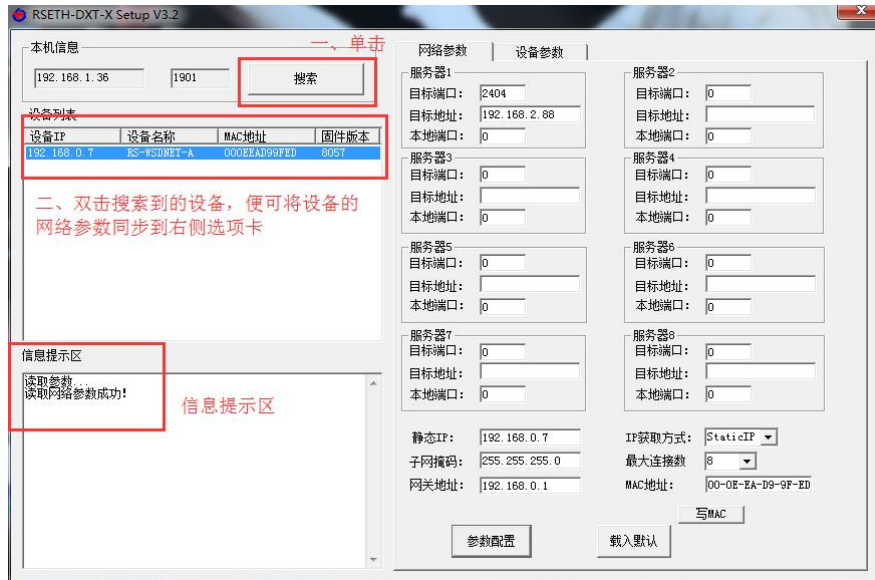 RSETH-DXT-X Setup V3.2
本机信息
一、单击
192.168.1.36
1901
搜索
设备列表
设备IP 设备名称 MAC地址 固件版本
192.168.0.7 RS-WSDNET-A 000EEAD99FED 8057
二、双击搜索到的设备，便可将设备的
网络参数同步到右侧选项卡
信息提示区
读取参数...
读取网络参数成功!
信息提示区
网络参数 设备参数
服务器1
目标端口: 2404
目标地址: 192.168.2.88
本地端口: 0
服务器2
目标端口: 0
目标地址:
本地端口: 0
服务器3
目标端口: 0
目标地址:
本地端口: 0
服务器4
目标端口: 0
目标地址:
本地端口: 0
服务器5
目标端口: 0
目标地址:
本地端口: 0
服务器6
目标端口: 0
目标地址:
本地端口: 0
服务器7
目标端口: 0
目标地址:
本地端口: 0
服务器8
目标端口: 0
目标地址:
本地端口: 0
静态IP: 192.168.0.7
IP获取方式: StaticIP
子网掩码: 255.255.255.0
最大连接数 8
网关地址: 192.168.0.1
MAC地址: 00-0E-EA-D9-9F-ED
写MAC
参数配置
载入默认